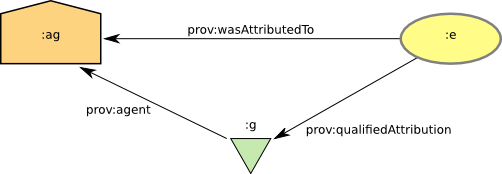 :ag
prov:wasAttributedTo
:e
prov:agent
:g
prov:qualifiedAttribution